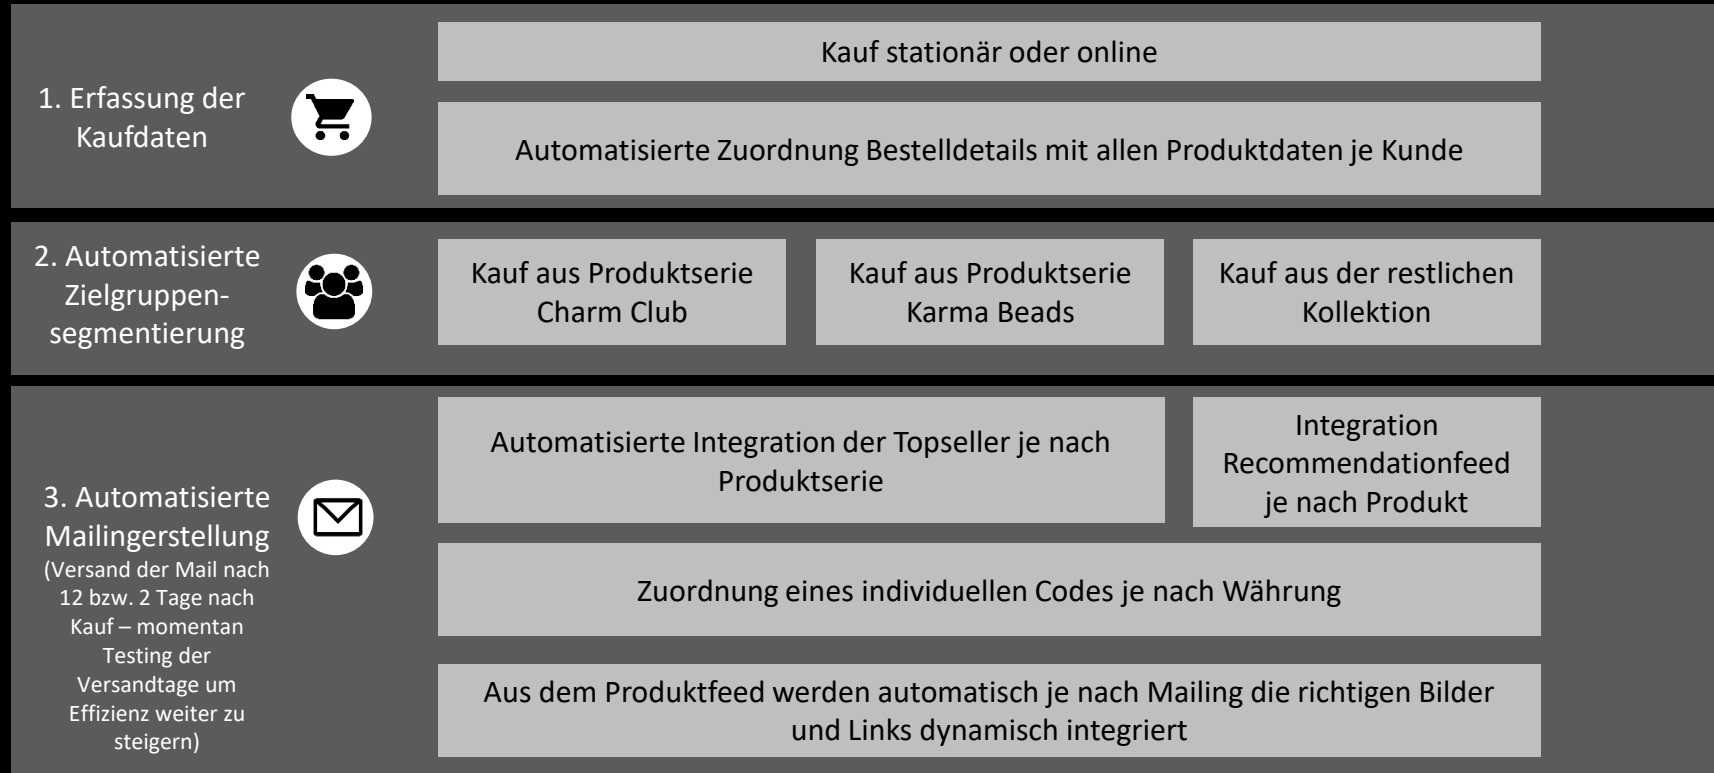 1. Erfassung der
Kaufdaten
Kauf stationär oder online
Automatisierte Zuordnung Bestelldetails mit allen Produktdaten je Kunde
2. Automatisierte
Zielgruppen-
segmentierung
Kauf aus Produktserie
Charm Club
Kauf aus Produktserie
Karma Beads
Kauf aus der restlichen
Kollektion
3. Automatisierte
Mailingerstellung
(Versand der Mail nach
12 bzw. 2 Tage nach
Kauf – momentan
Testing der
Versandtage um
Effizienz weiter zu
steigern)
Automatisierte Integration der Topseller je nach
Produktserie
Integration
Recommendationfeed
je nach Produkt
Zuordnung eines individuellen Codes je nach Währung
Aus dem Produktfeed werden automatisch je nach Mailing die richtigen Bilder
und Links dynamisch integriert